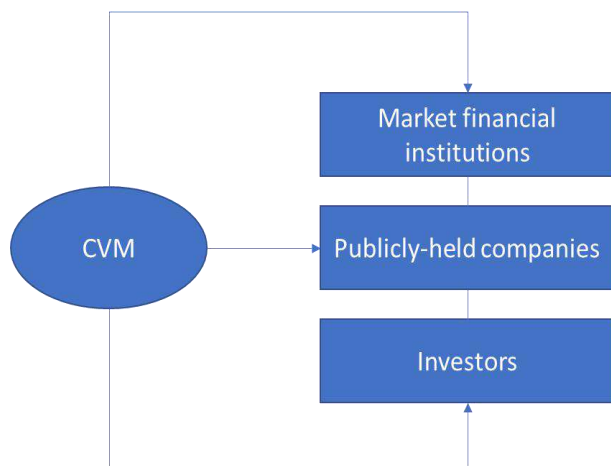 Market financial
institutions
CVM
Publicly-held companies
Investors